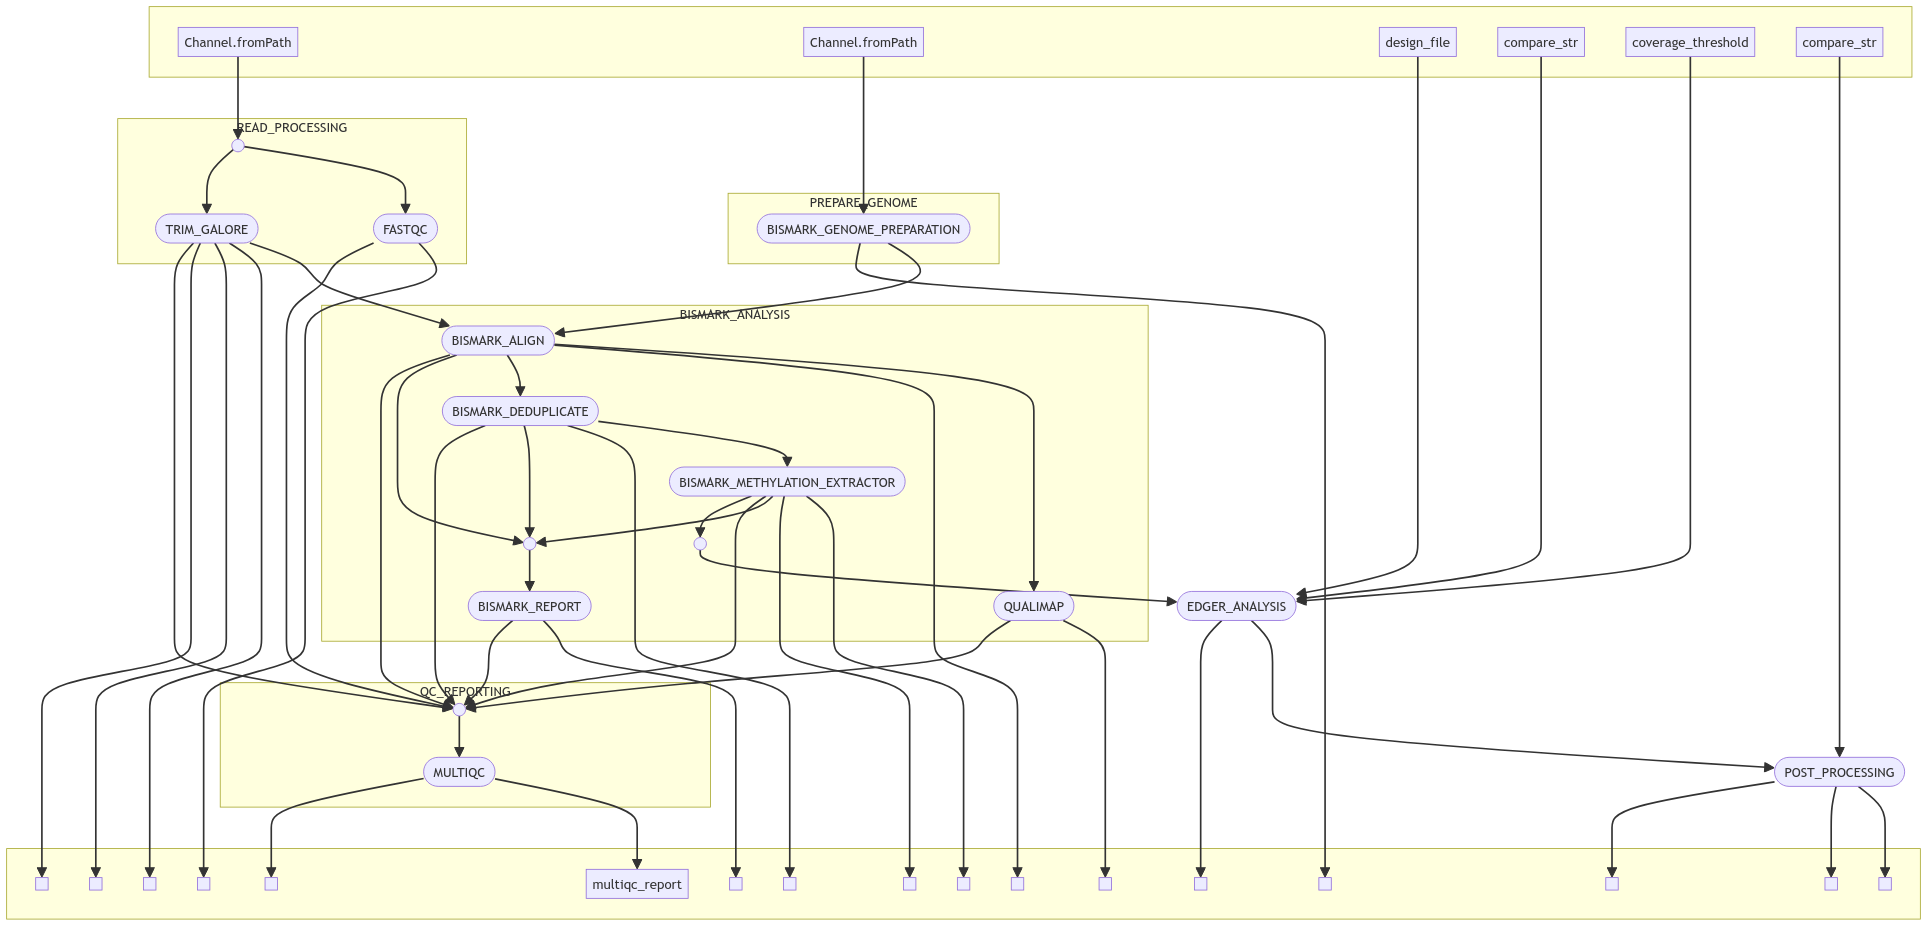 Channel.fromPath
Channel.fromPath
design_file
compare_str
coverage_threshold
compare_str
READ_PROCESSING
PREPARE_GENOME
TRIM_GALORE
FASTQC
BISMARK_GENOME_PREPARATION
BISMARK_ANALYSIS
BISMARK_ALIGN
BISMARK_DEDUPLICATE
BISMARK_METHYLATION_EXTRACTOR
BISMARK_REPORT
QUALIMAP
EDGER_ANALYSIS
QC_REPORTING
MULTIQC
POST_PROCESSING
multiqc_report